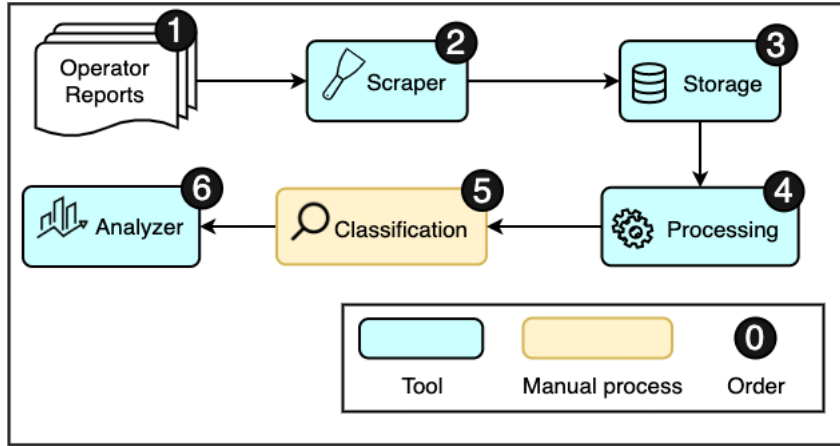 1
Operator
Reports
2
Scraper
3
Storage
6
Analyzer
5
Classification
4
Processing
0
Tool
Manual process
Order